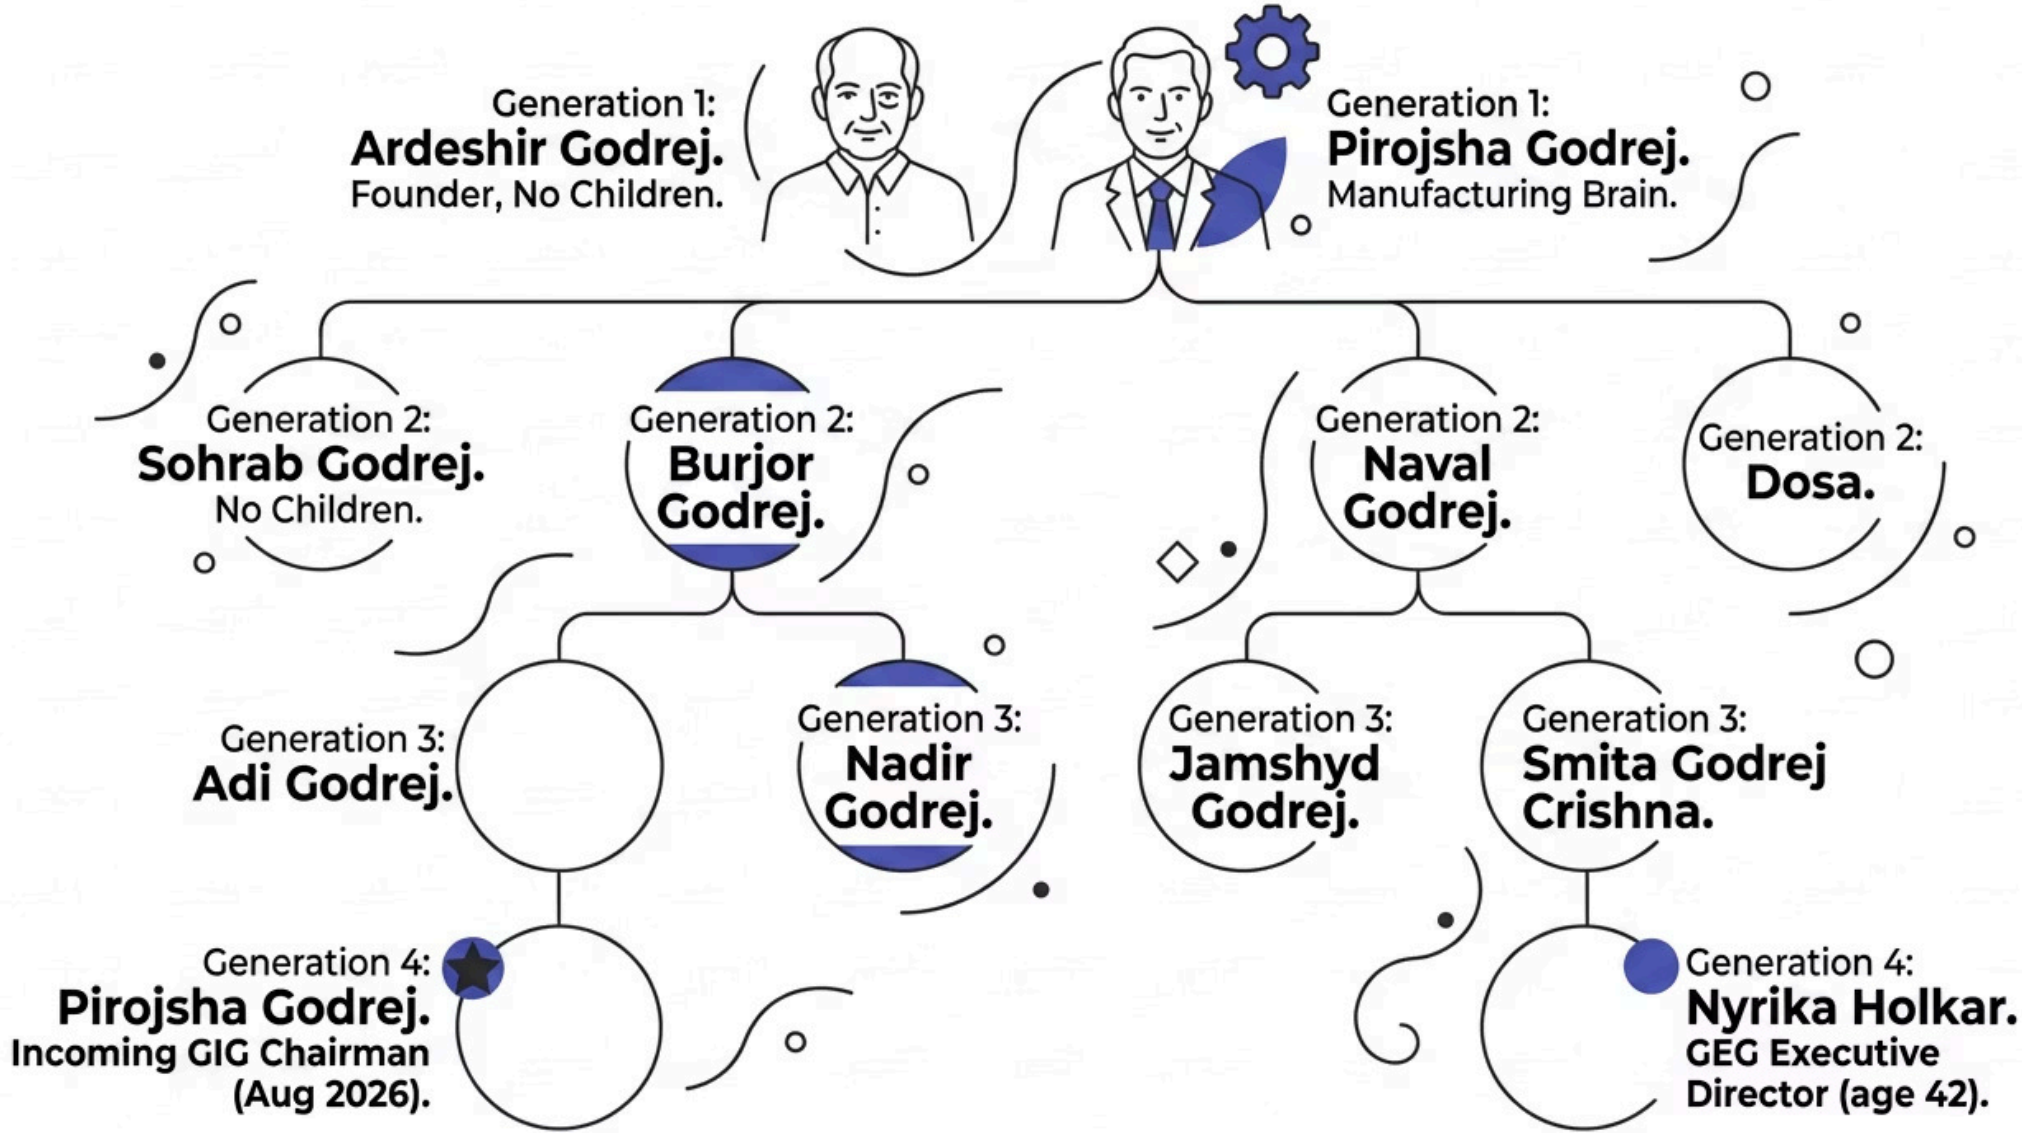 Generation 1:
Ardeshir Godrej.
Founder, No Children.
Generation 1:
Pirojsha Godrej.
Manufacturing Brain.
Generation 2:
Sohrab Godrej.
No Children.
Generation 2:
Burjor
Godrej.
Generation 2:
Naval
Godrej.
Generation 2:
Dosa.
Generation 3:
Adi Godrej.
Generation 3:
Nadir
Godrej.
Generation 3:
Jamshyd
Godrej.
Generation 3:
Smita Godrej
Crishna.
Generation 4:
Pirojsha Godrej.
Incoming GIG Chairman
(Aug 2026).
Generation 4:
Nyrika Holkar.
GEG Executive
Director (age 42).